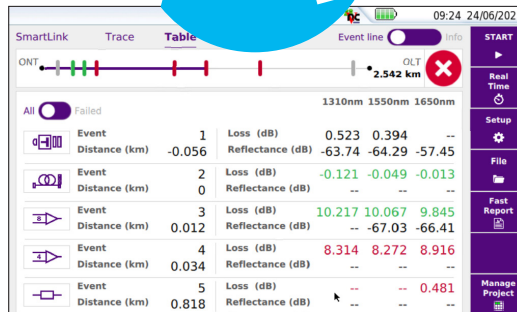 09:24 24/06/202
SmartLink Trace Table Event line Info START
ONT OLT
2.542 km
Real
Time
All Failed 1310nm 1550nm 1650nm
Setup
Event 1 Loss (dB) 0.523 0.394 --
Distance (km) -0.056 Reflectance (dB) -63.74 -64.29 -57.45
File
Event 2 Loss (dB) -0.121 -0.049 -0.013
Distance (km) 0 Reflectance (dB) -- -- --
Fast
Report
8 Event 3 Loss (dB) 10.217 10.067 9.845
Distance (km) 0.012 Reflectance (dB) -- -67.03 -66.41
4 Event 4 Loss (dB) 8.314 8.272 8.916
Distance (km) 0.034 Reflectance (dB) -- -- --
Event 5 Loss (dB) -- -- 0.481
Distance (km) 0.818 Reflectance (dB) -- -- --
Manage
Project